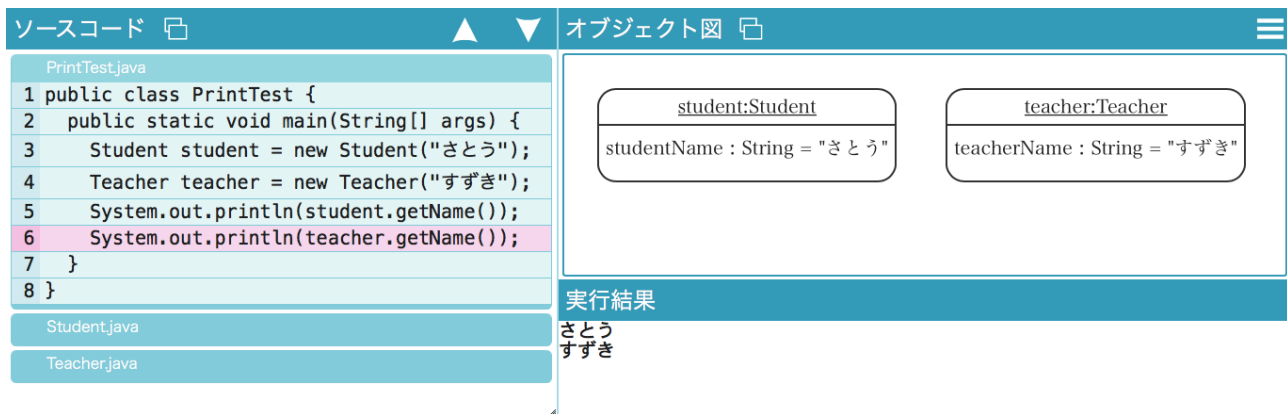 ソースコード
PrintTest.java
1 public class PrintTest {
2 public static void main(String[] args) {
3 Student student = new Student("さとう");
4 Teacher teacher = new Teacher("すずき");
5 System.out.println(student.getName());
6 System.out.println(teacher.getName());
7 }
8 }
Student.java
Teacher.java
オブジェクト図
student:Student
studentName : String = "さとう"
teacher:Teacher
teacherName : String = "すずき"
実行結果
さとう
すずき